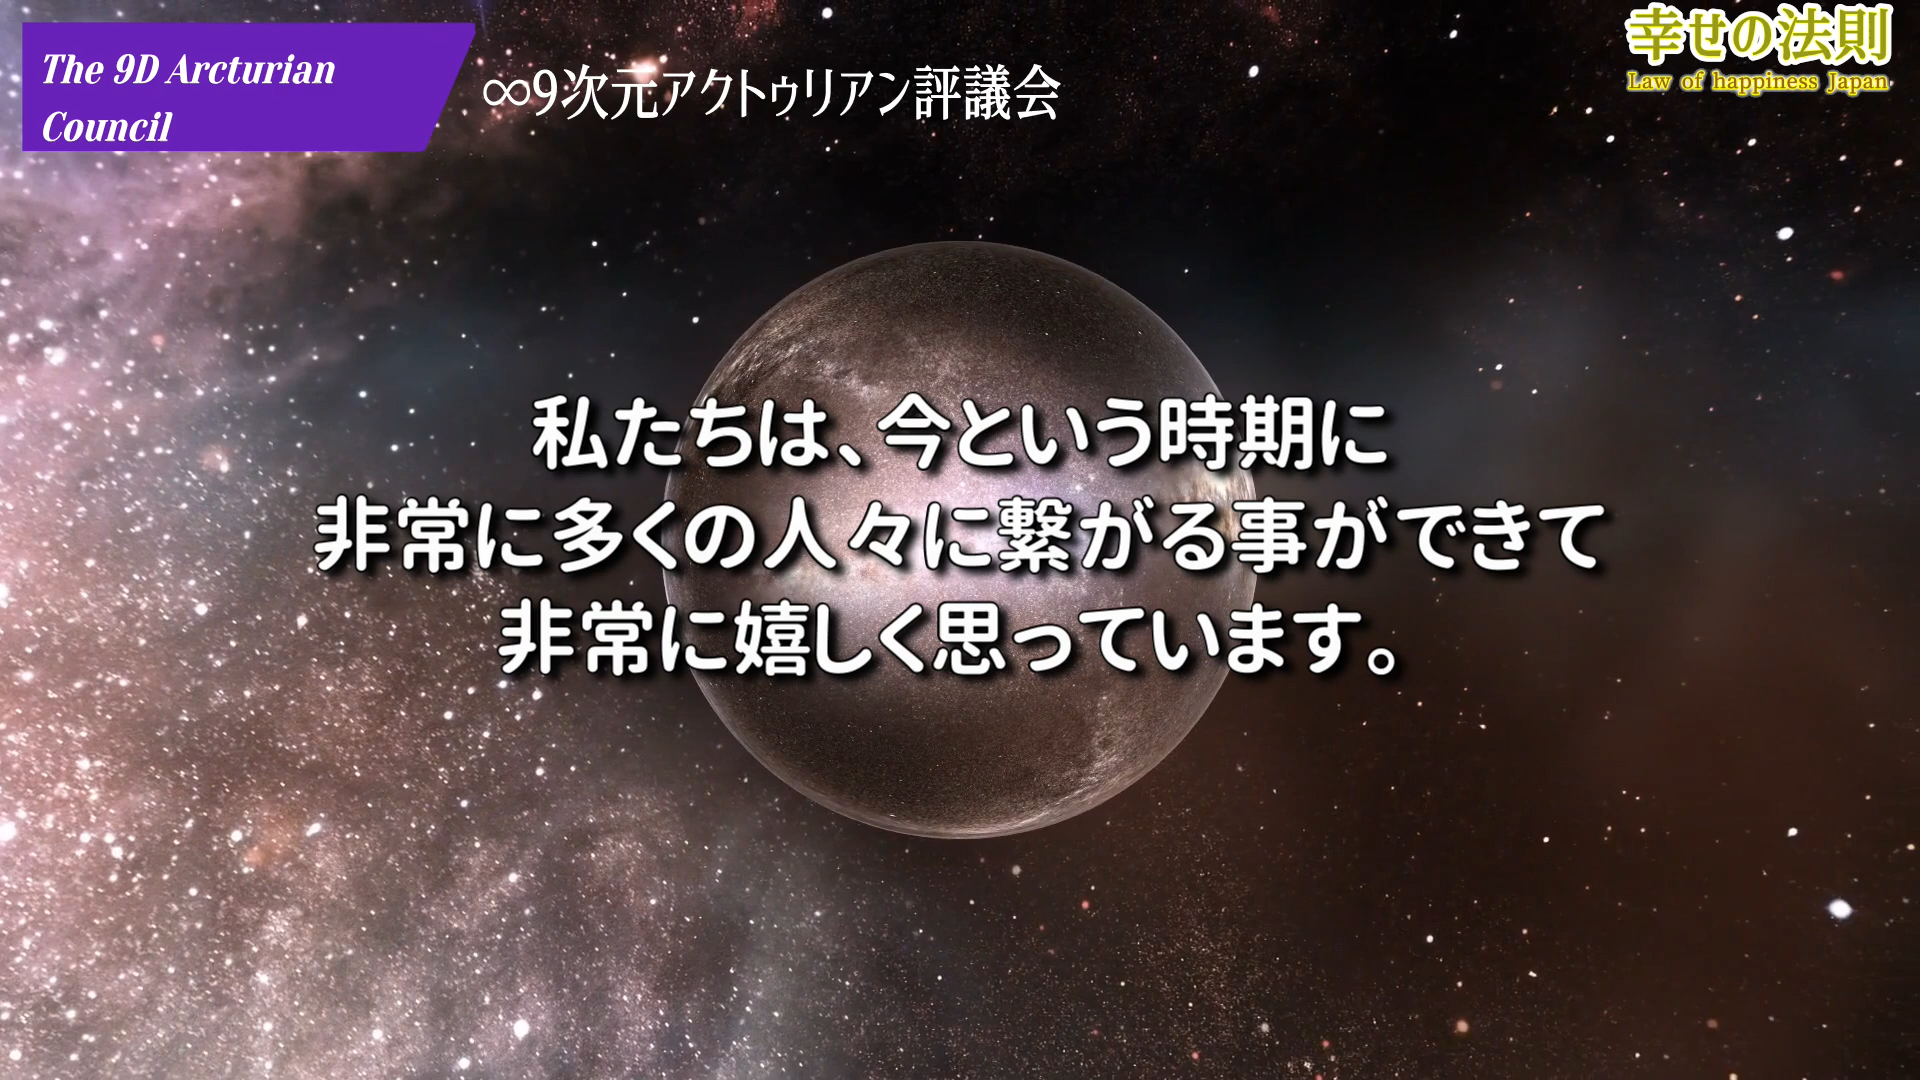 The 9D Arcturian
Council
∞9次元アクトゥリアン評議会
幸せの法則
Law of happiness Japan
私たちは、今という時期に
非常に多くの人々に繋がる事ができて
非常に嬉しく思っています。